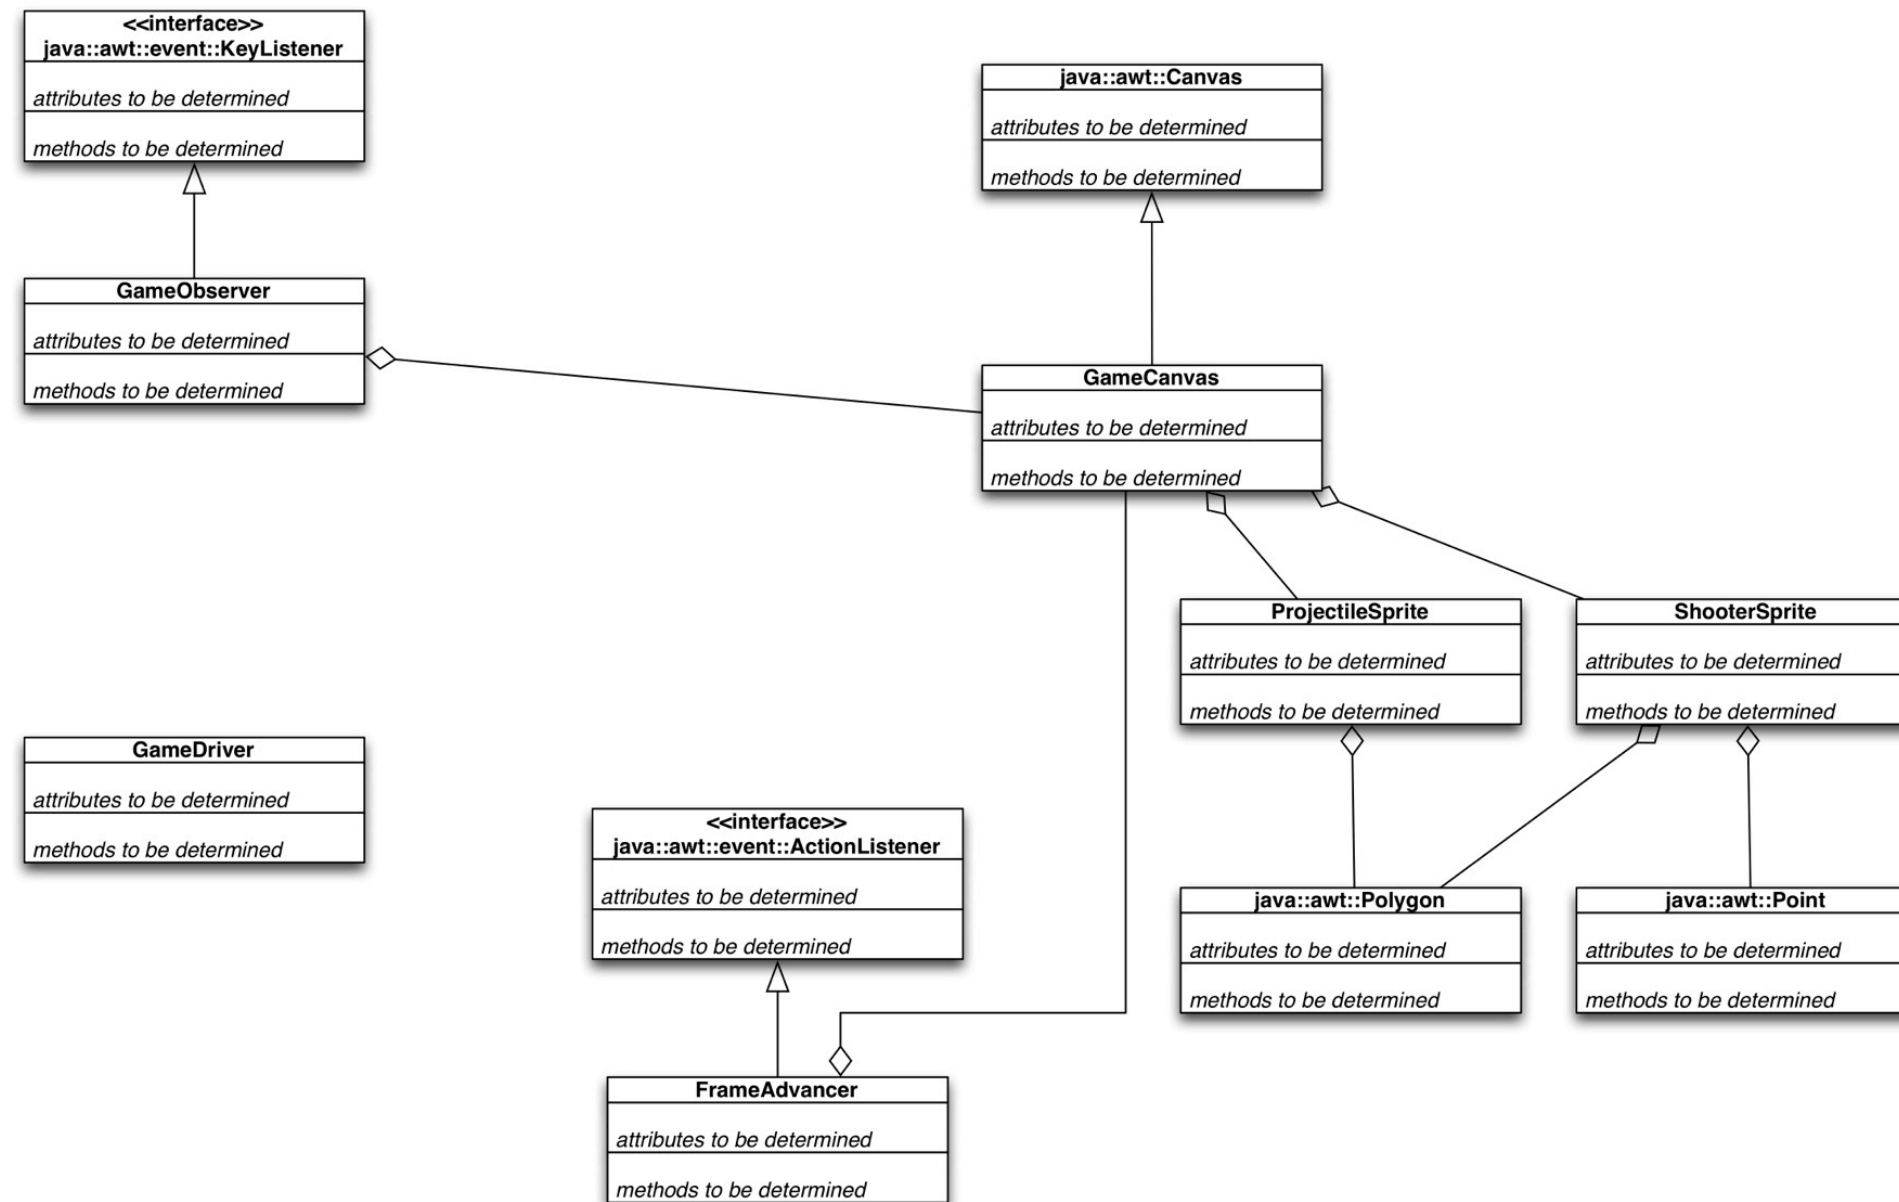 <<interface>>
java::awt::event::KeyListener
attributes to be determined
methods to be determined
java::awt::Canvas
attributes to be determined
methods to be determined
GameObserver
attributes to be determined
methods to be determined
GameCanvas
attributes to be determined
methods to be determined
ProjectileSprite
attributes to be determined
methods to be determined
ShooterSprite
attributes to be determined
methods to be determined
GameDriver
attributes to be determined
methods to be determined
<<interface>>
java::awt::event::ActionListener
attributes to be determined
methods to be determined
java::awt::Polygon
attributes to be determined
methods to be determined
java::awt::Point
attributes to be determined
methods to be determined
FrameAdvancer
attributes to be determined
methods to be determined